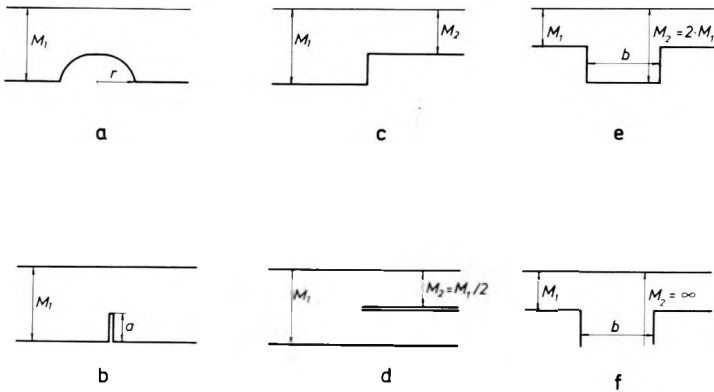 M₁
r
a
M₁
M₂
c
M₁
b
M₂ = 2·M₁
e
M₁
a
b
M₁
M₂ = M₁/2
d
M₁
b
M₂ = ∞
f